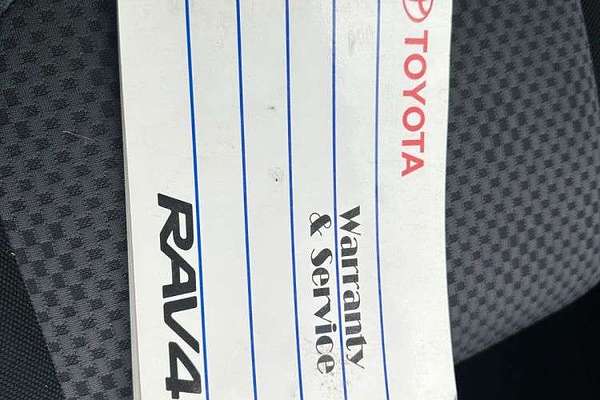 TOYOTA
Warranty
& Service
RAV4